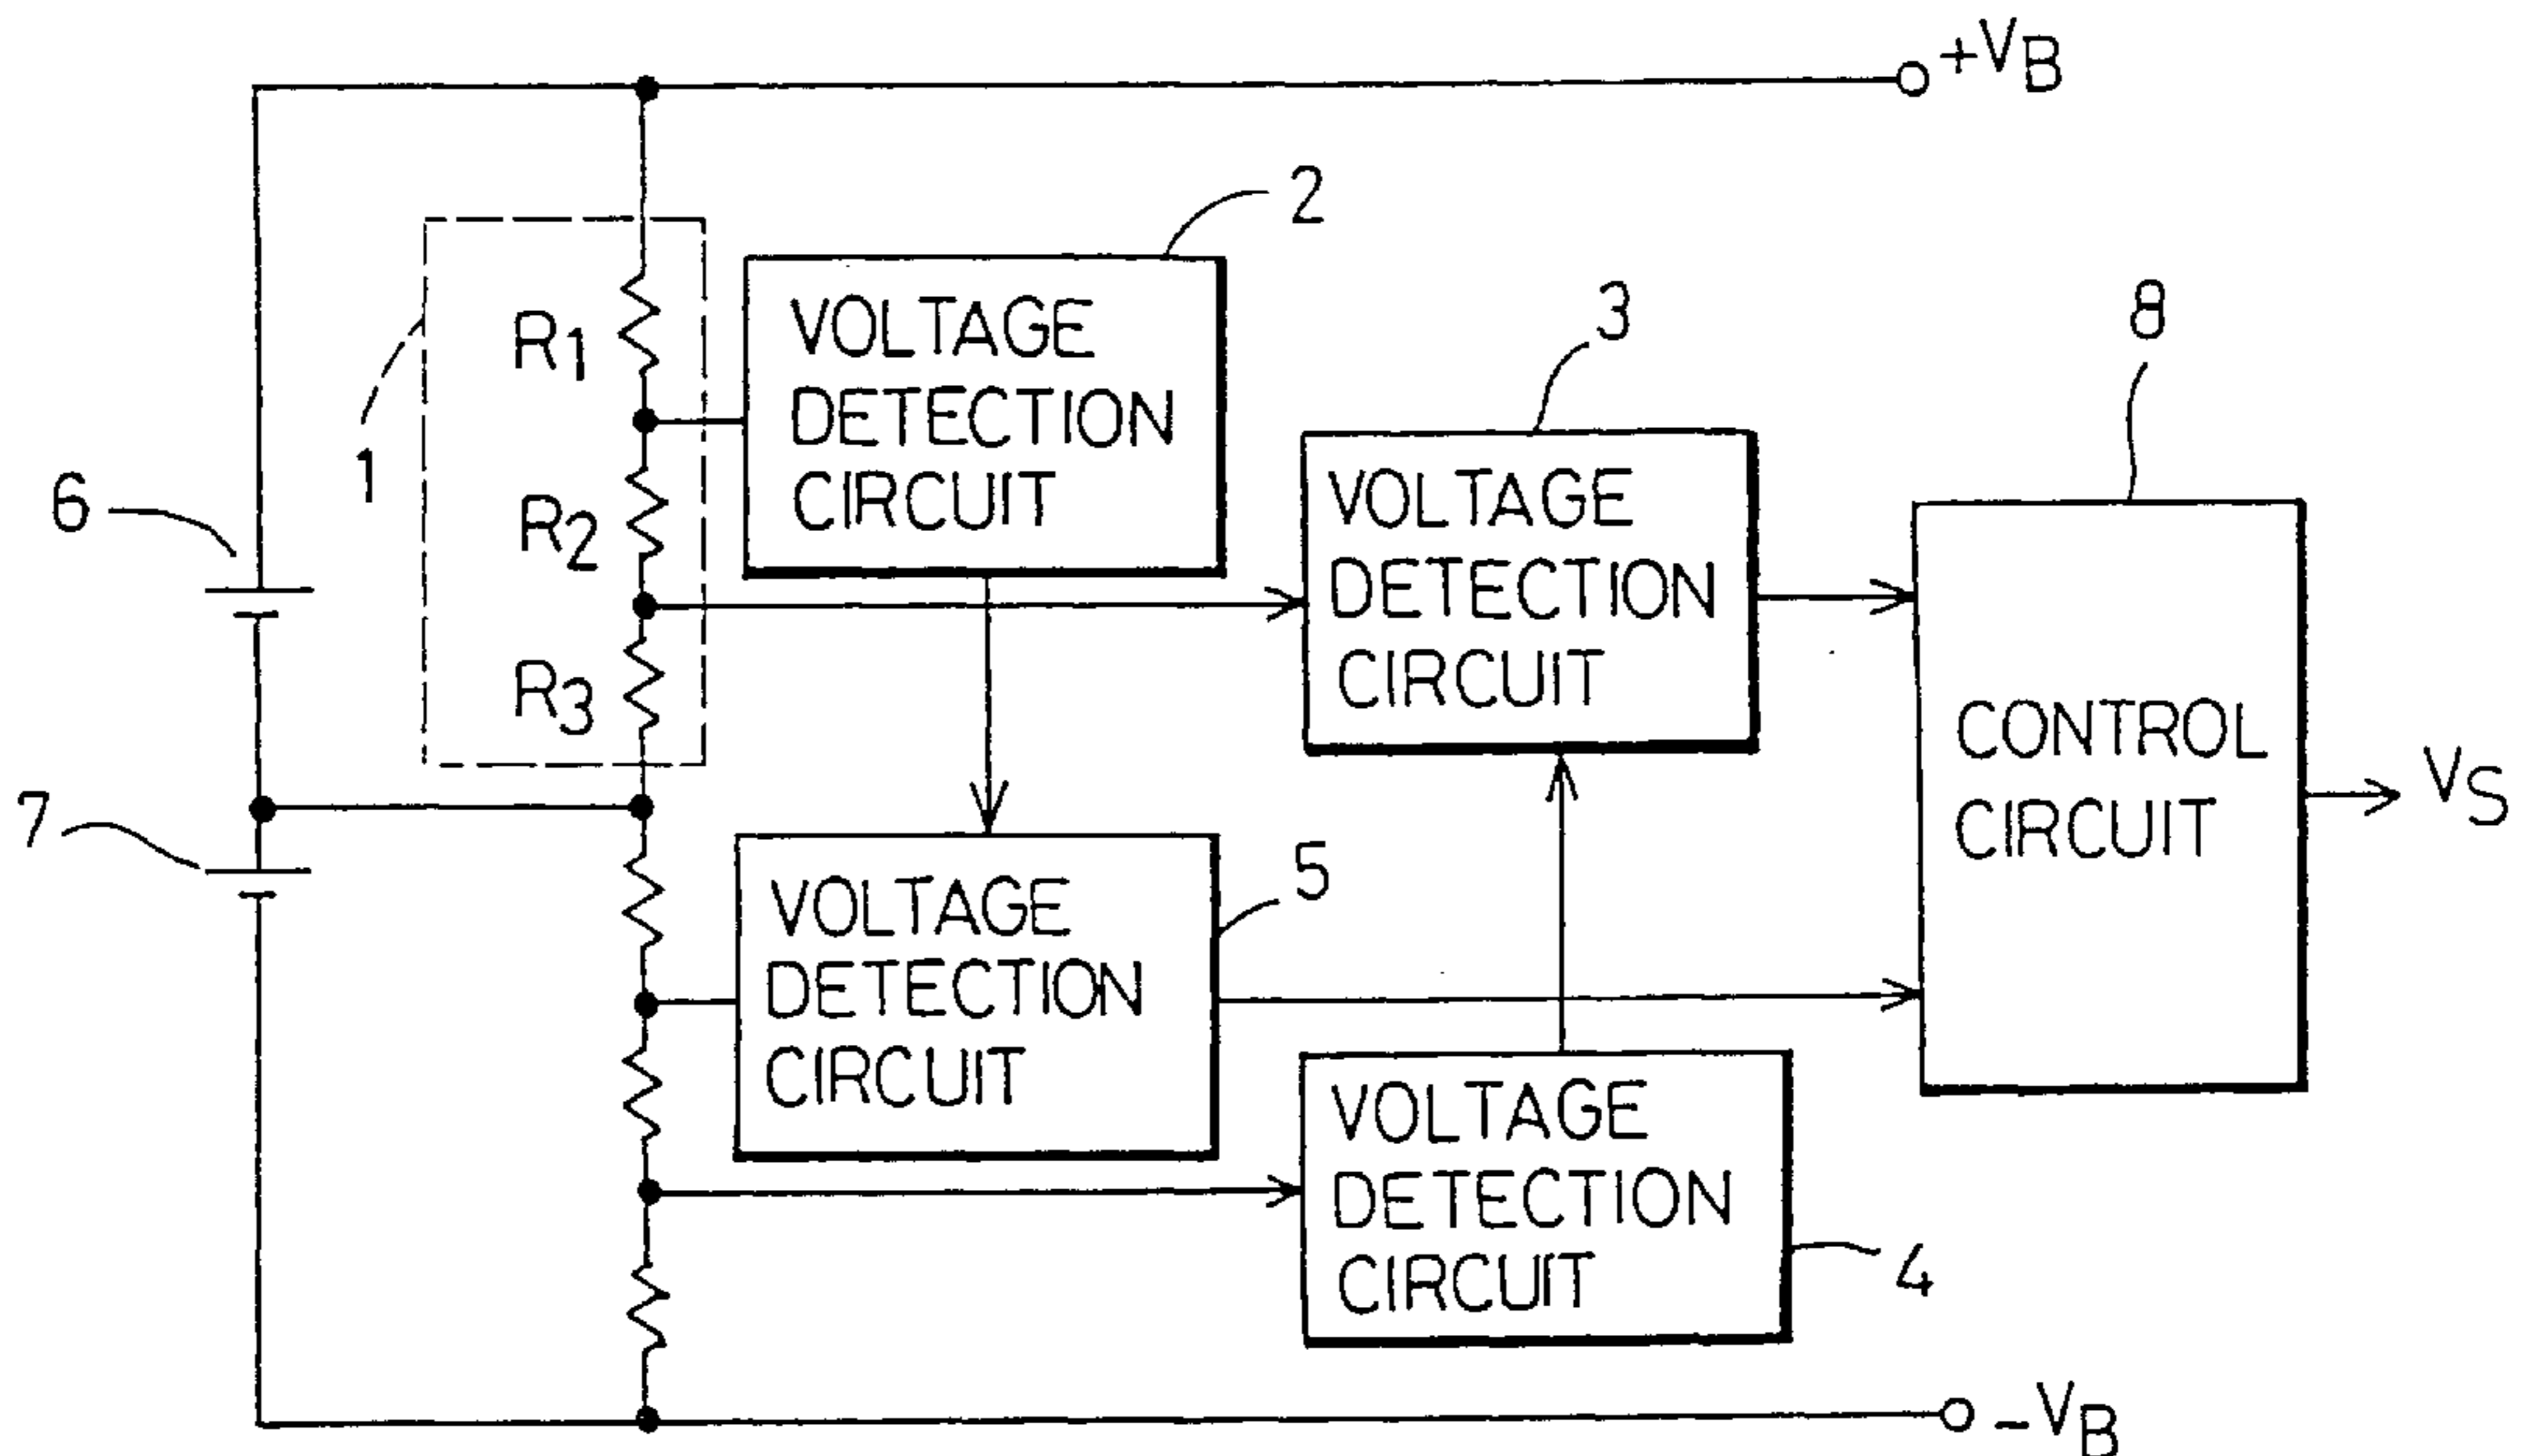 +VB
2
VOLTAGE
DETECTION
CIRCUIT
3
VOLTAGE
DETECTION
CIRCUIT
8
CONTROL
CIRCUIT
VS
1
R1
R2
R3
6
7
5
VOLTAGE
DETECTION
CIRCUIT
VOLTAGE
DETECTION
CIRCUIT
4
-VB